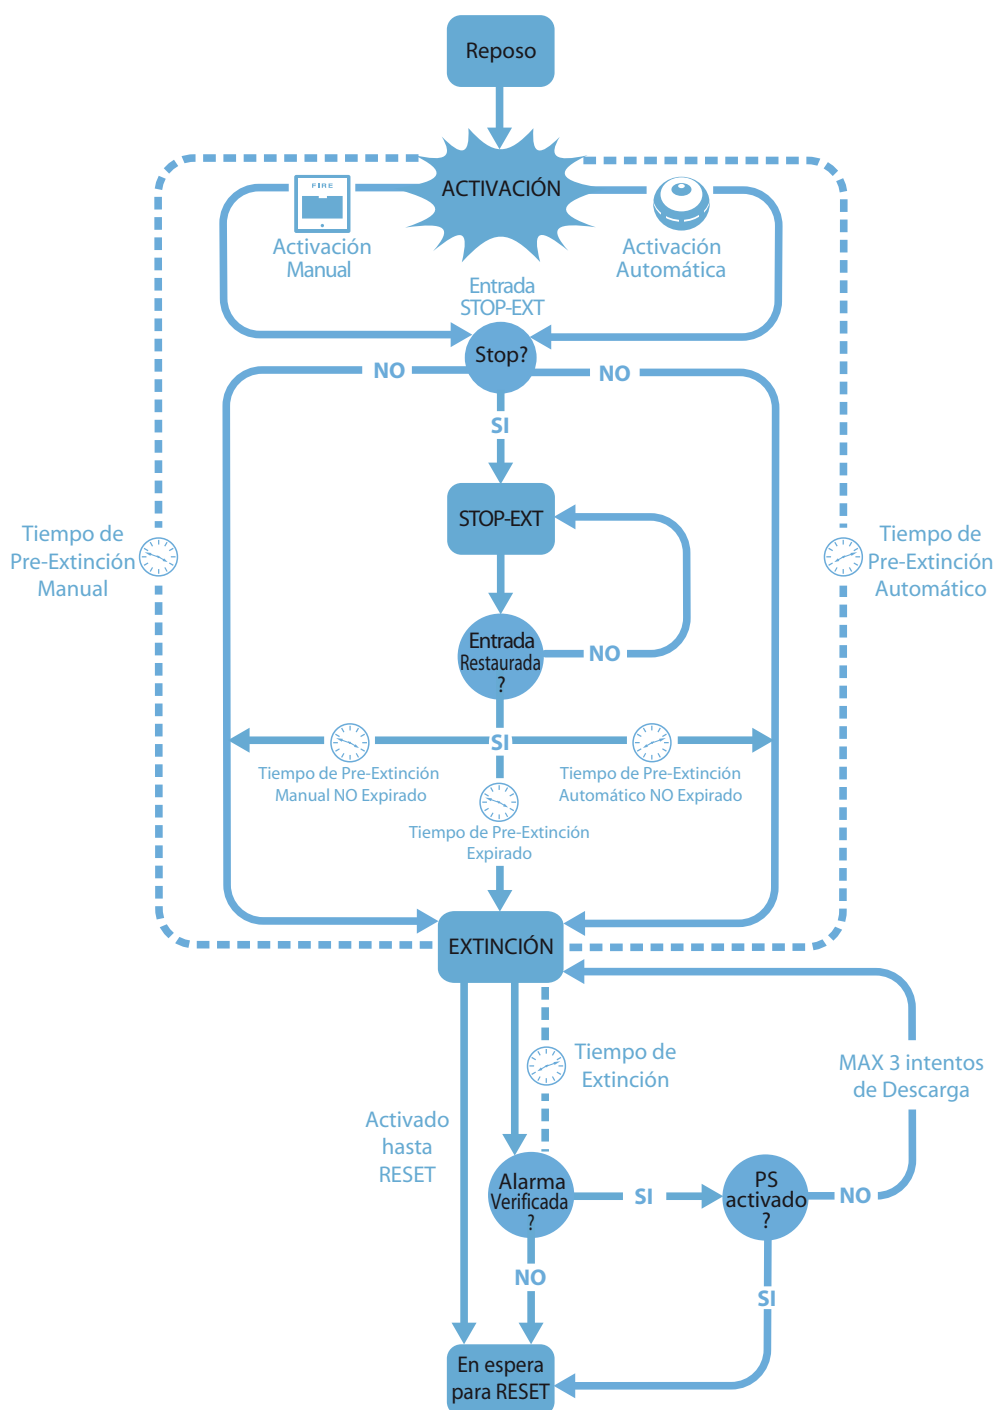 Reposo
ACTIVACIÓN
FIRE
Activación
Manual
Activación
Automática
Entrada
STOP-EXT
Stop?
NO
NO
SI
STOP-EXT
Tiempo de
Pre-Extinción
Manual
Tiempo de
Pre-Extinción
Automático
Entrada
Restaurada
?
NO
SI
Tiempo de Pre-Extinción
Manual NO Expirado
Tiempo de Pre-Extinción
Automático NO Expirado
Tiempo de Pre-Extinción
Expirado
EXTINCIÓN
Tiempo de
Extinción
MAX 3 intentos
de Descarga
Activado
hasta
RESET
Alarma
Verificada
?
SI
PS
activado
?
NO
NO
SI
En espera
para RESET